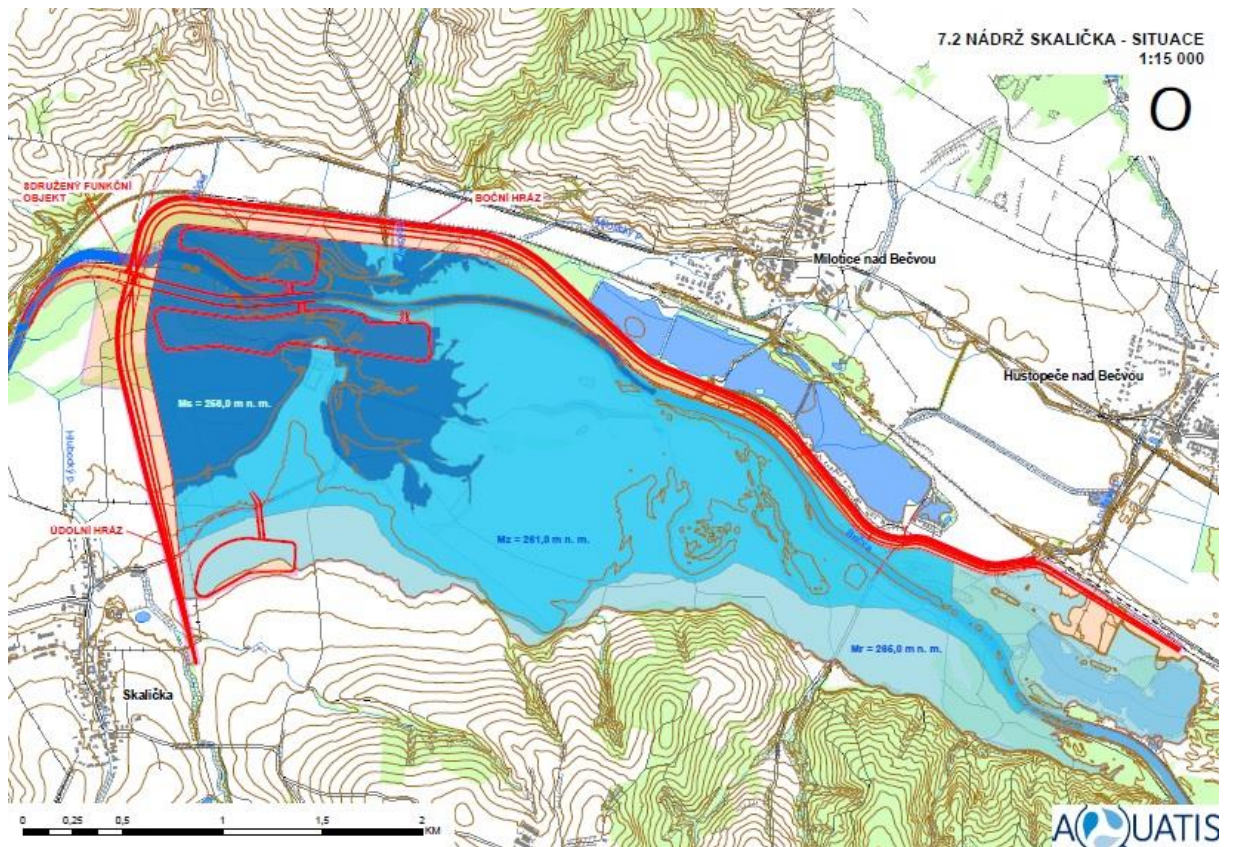 7.2 NÁDRŽ SKALIČKA - SITUACE
1:15 000
O
SDRUŽENÝ FUNKČNÍ
OBJEKT
BOČNÍ HRÁZ
Milotice nad Bečvou
Hustopeče nad Bečvou
Ms = 258,0 m n. m.
Hlubocký p.
ÚDOLNÍ HRÁZ
Mz = 261,0 m n. m.
Bečva
Mr = 266,0 m n. m.
Skalička
0 0,25 0,5 1 1,5 2
KM
AQUATIS